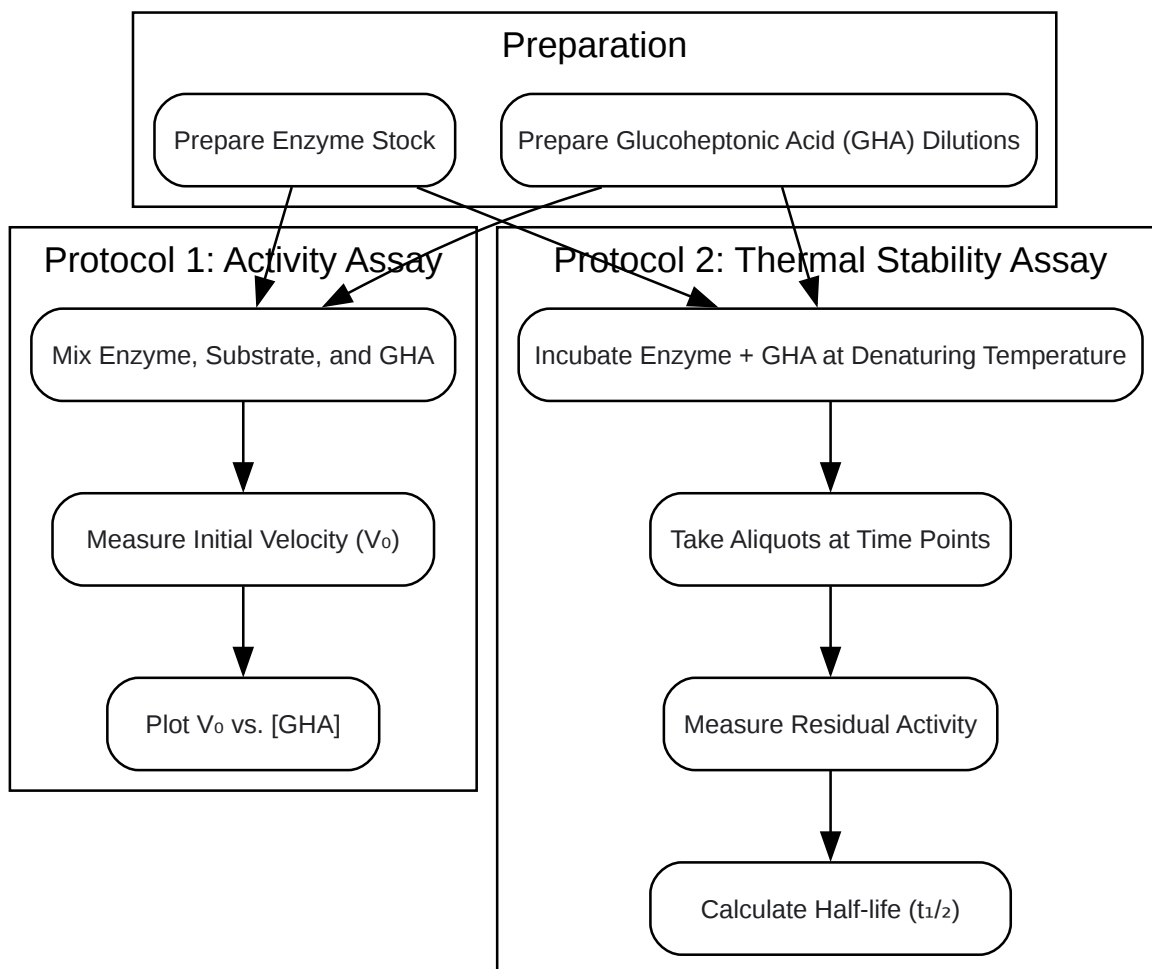 Preparation
Prepare Enzyme Stock
Prepare Glucoheptonic Acid (GHA) Dilutions
Protocol 1: Activity Assay
Mix Enzyme, Substrate, and GHA
Measure Initial Velocity (V₀)
Plot V₀ vs. [GHA]
Protocol 2: Thermal Stability Assay
Incubate Enzyme + GHA at Denaturing Temperature
Take Aliquots at Time Points
Measure Residual Activity
Calculate Half-life (t₁/₂)